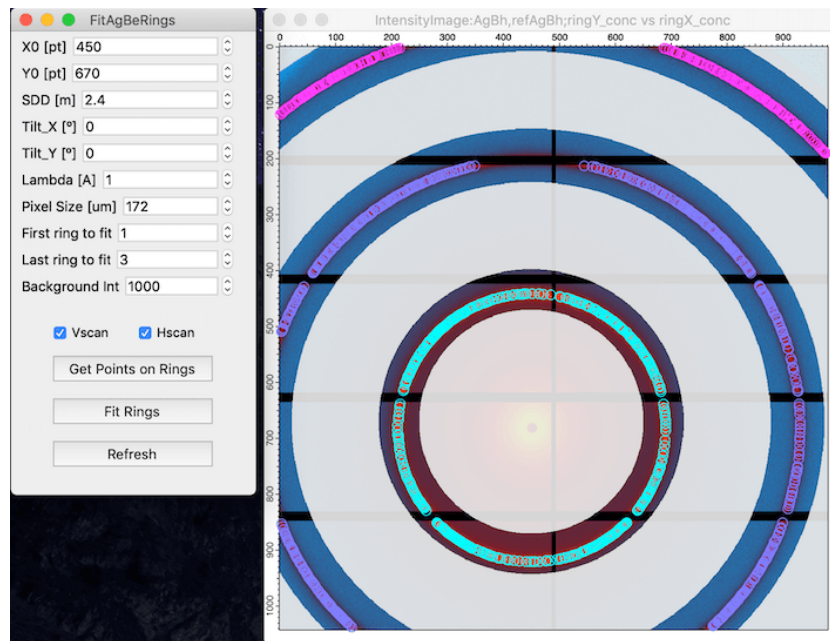 FitAgBeRings
X0 [pt] 450
Y0 [pt] 670
SDD [m] 2.4
Tilt_X [º] 0
Tilt_Y [º] 0
Lambda [A] 1
Pixel Size [um] 172
First ring to fit 1
Last ring to fit 3
Background Int 1000
Vscan Hscan
Get Points on Rings
Fit Rings
Refresh
IntensityImage:AgBh,refAgBh;ringY_conc vs ringX_conc
0 100 200 300 400 500 600 700 800 900
0
100
200
300
400
500
600
700
800
900
1000